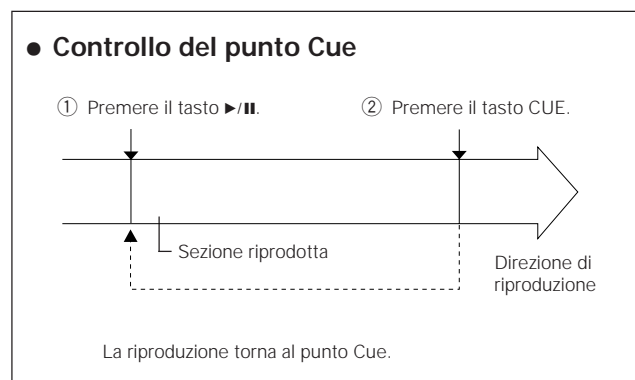 ● Controllo del punto Cue
① Premere il tasto ►/II.
② Premere il tasto CUE.
Sezione riprodotta
Direzione di
riproduzione
La riproduzione torna al punto Cue.